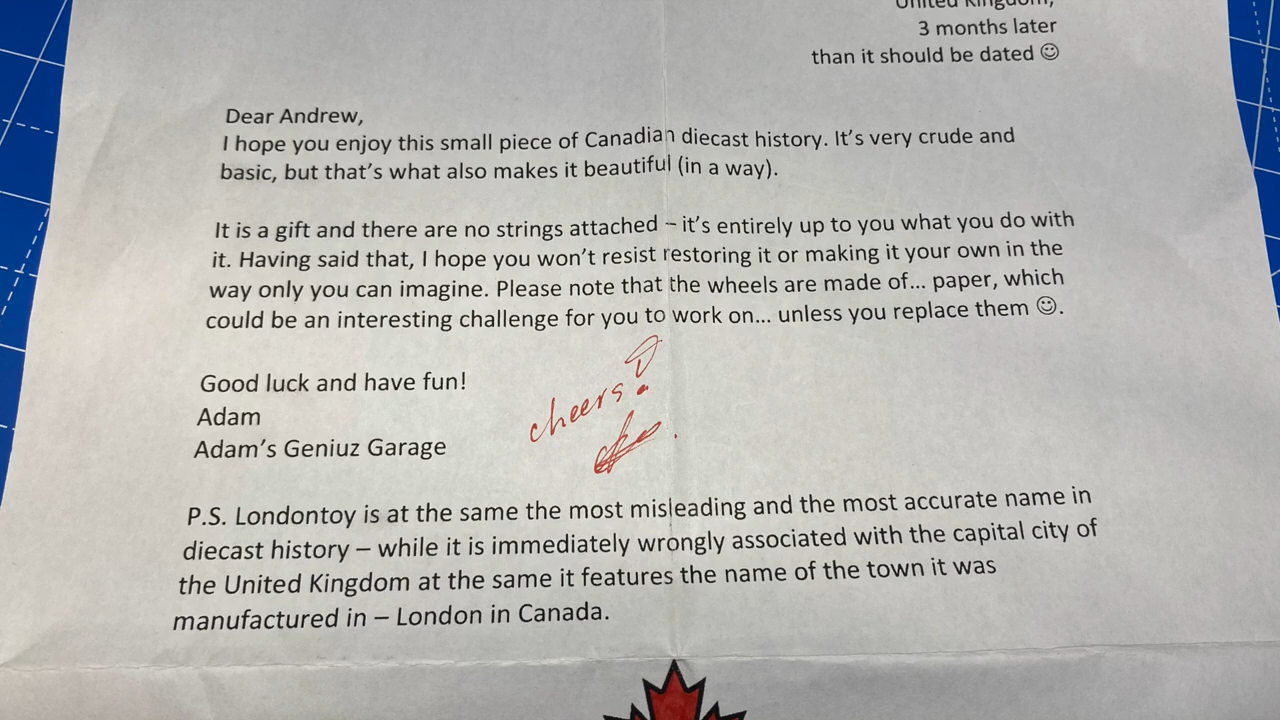 United Kingdom,
3 months later
than it should be dated ☺
Dear Andrew,
I hope you enjoy this small piece of Canadian diecast history. It's very crude and
basic, but that's what also makes it beautiful (in a way).
It is a gift and there are no strings attached – it's entirely up to you what you do with
it. Having said that, I hope you won't resist restoring it or making it your own in the
way only you can imagine. Please note that the wheels are made of... paper, which
could be an interesting challenge for you to work on... unless you replace them ☺.
Good luck and have fun!
Adam
Adam's Geniuz Garage
cheers!
P.S. Londontoy is at the same the most misleading and the most accurate name in
diecast history – while it is immediately wrongly associated with the capital city of
the United Kingdom at the same it features the name of the town it was
manufactured in – London in Canada.